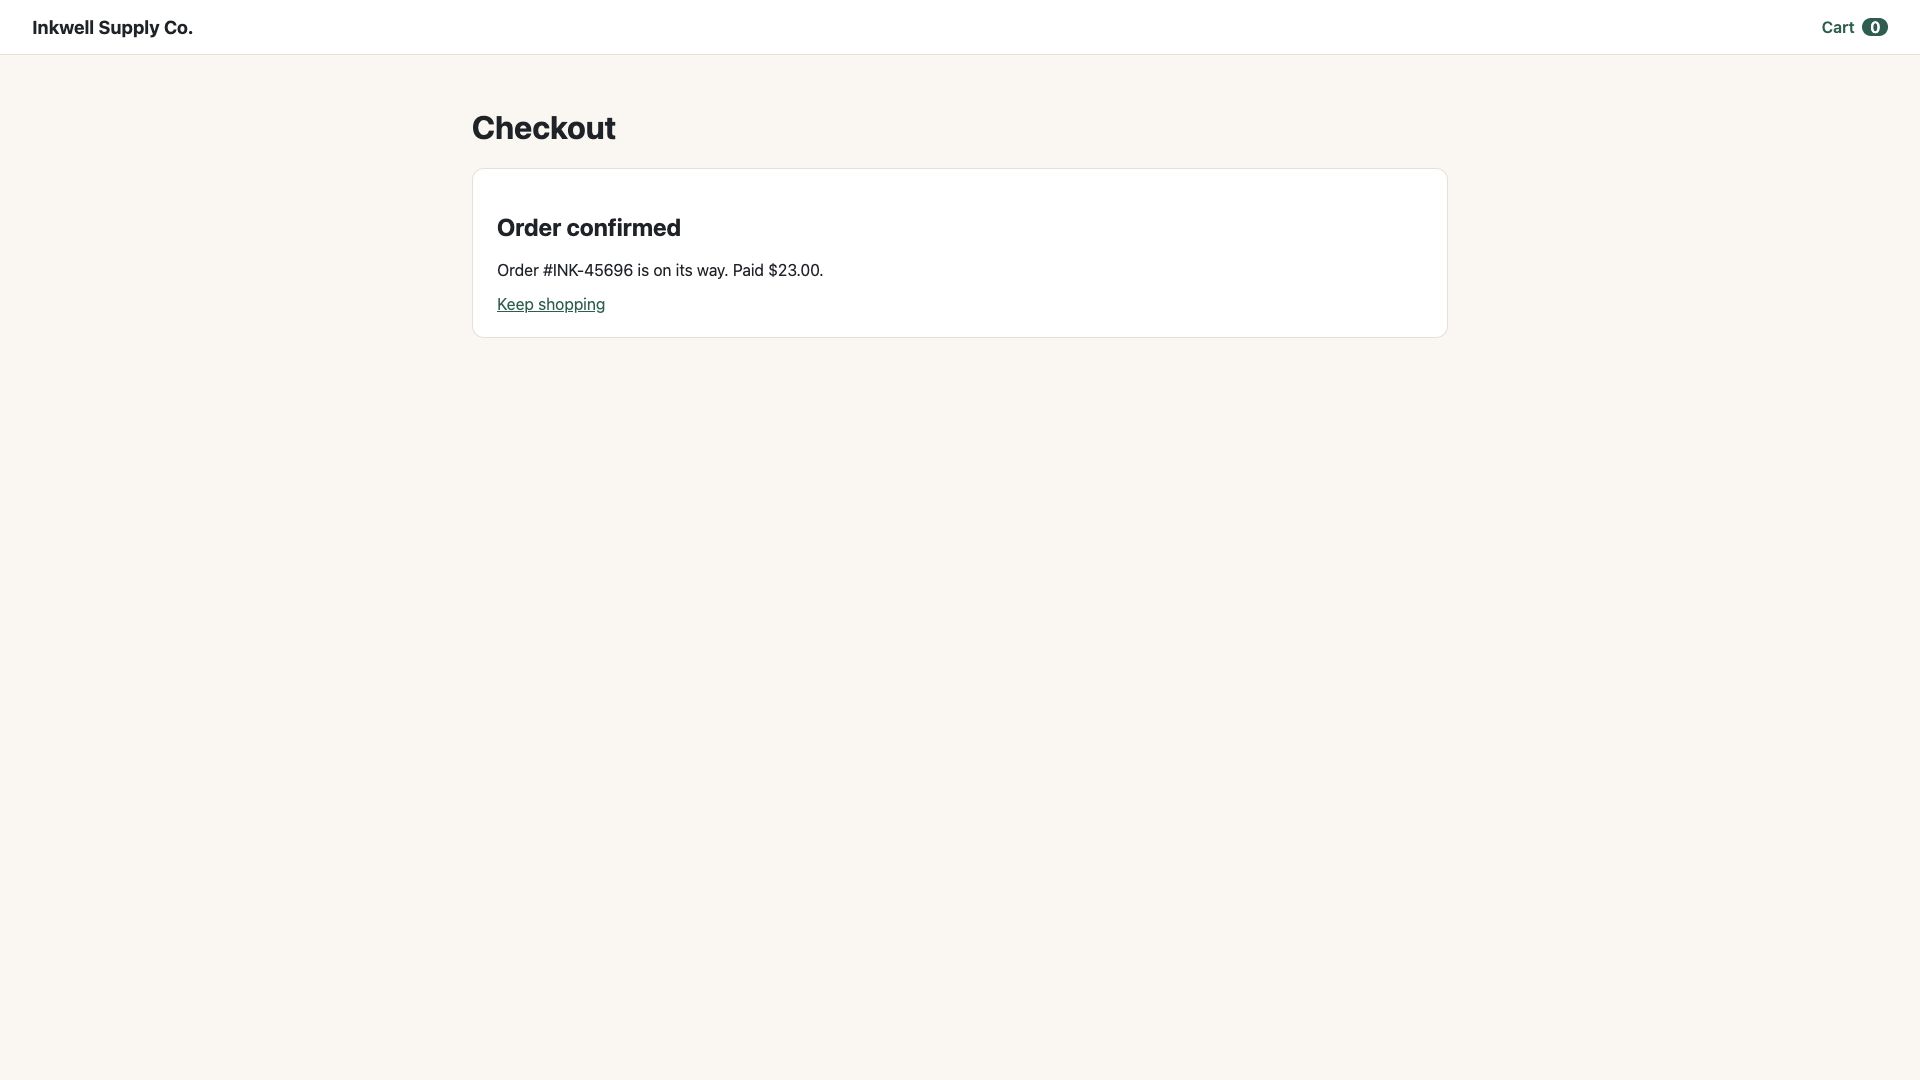 Inkwell Supply Co.
Cart 0
Checkout
Order confirmed
Order #INK-45696 is on its way. Paid $23.00.
Keep shopping